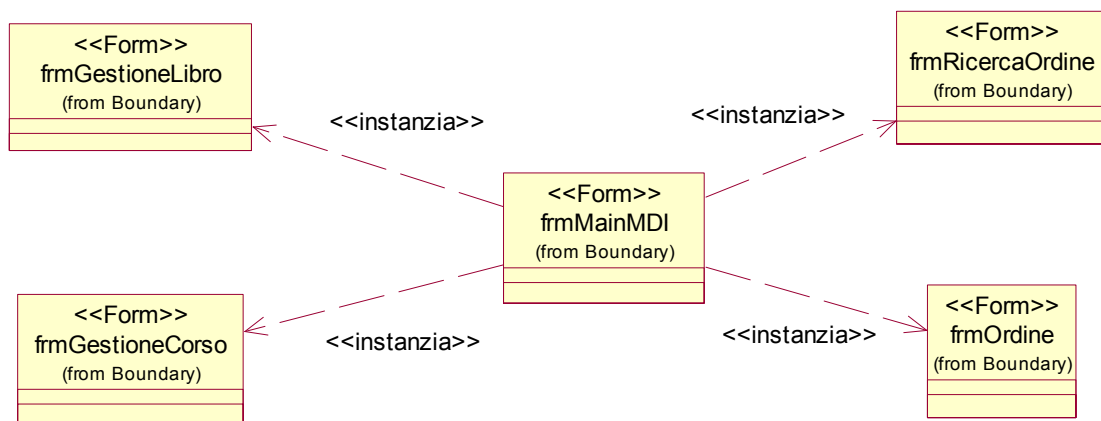 <<Form>>
frmGestioneLibro
(from Boundary)
<<Form>>
frmRicercaOrdine
(from Boundary)
<<instanzia>>
<<instanzia>>
<<Form>>
frmMainMDI
(from Boundary)
<<Form>>
frmGestioneCorso
(from Boundary)
<<instanzia>>
<<instanzia>>
<<Form>>
frmOrdine
(from Boundary)